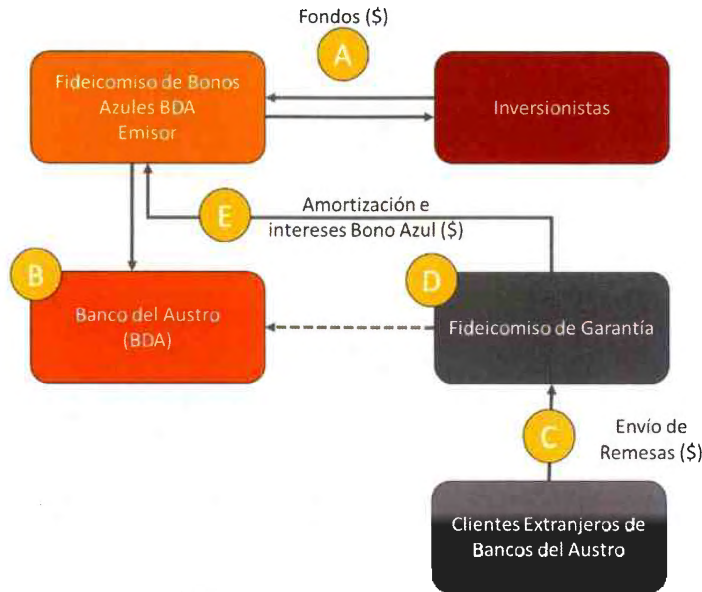 Fondos ($)
A
Fideicomiso de Bonos
Azules BDA
Emisor
Inversionistas
E
Amortización e
intereses Bono Azul ($)
B
Banco del Austro
(BDA)
D
Fideicomiso de Garantía
C
Envío de
Remesas ($)
Clientes Extranjeros de
Bancos del Austro